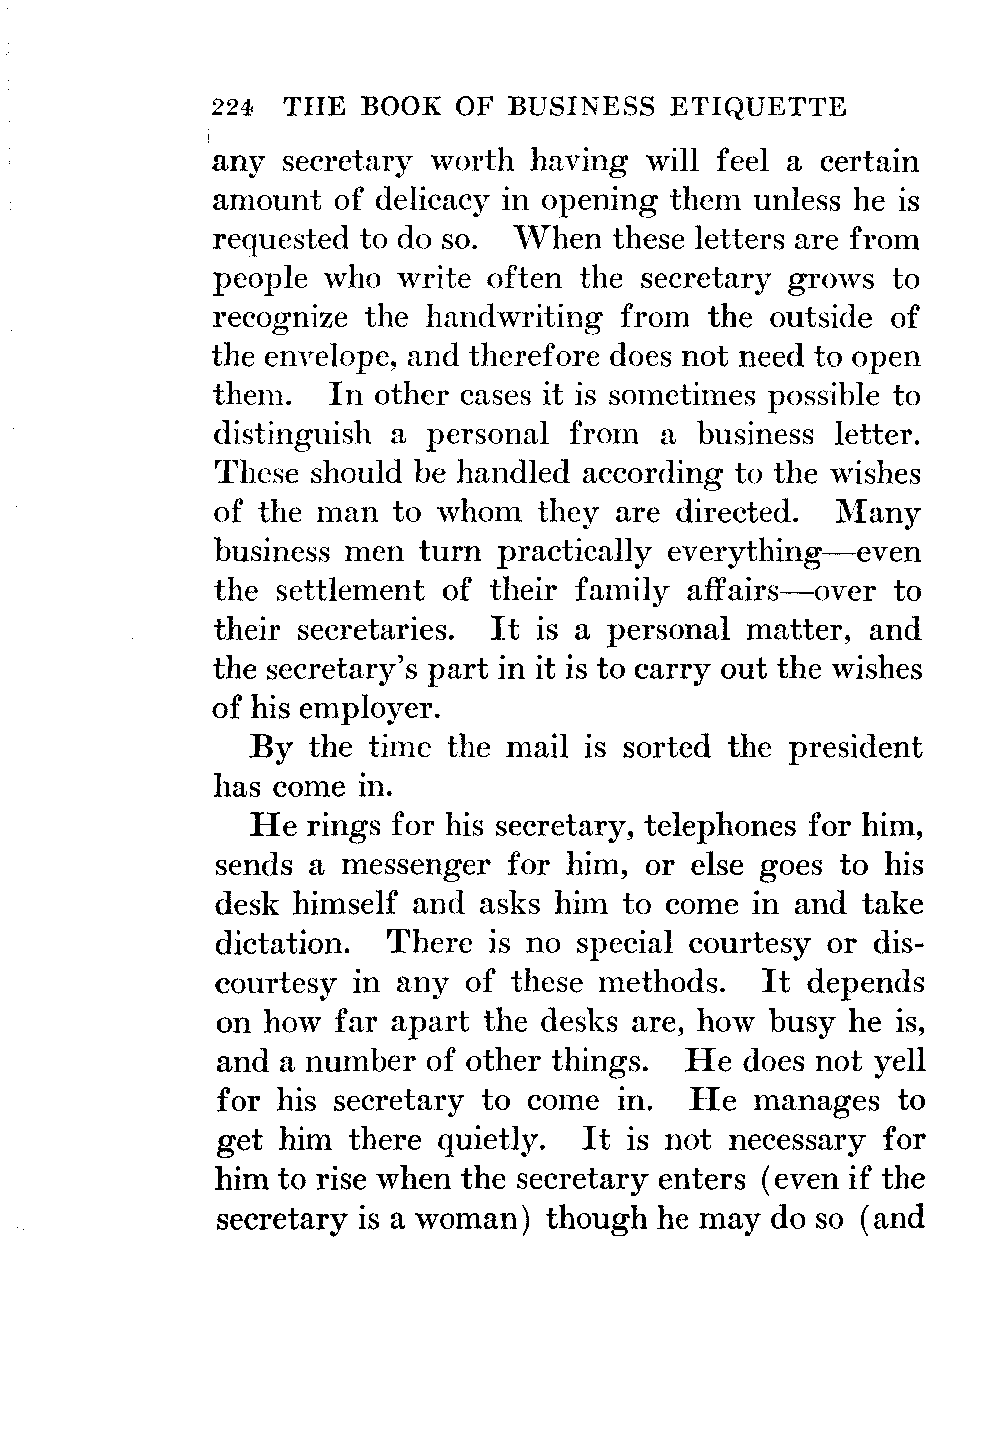 224 THE BOOK OF BUSINESS ETIQUETTE
any secretary worth having will feel a certain
amount of delicacy in opening them unless he is
requested to do so. When these letters are from
people who write often the secretary grows to
recognize the handwriting from the outside of
the envelope, and therefore does not need to open
them. In other cases it is sometimes possible to
distinguish a personal from a business letter.
These should be handled according to the wishes
of the man to whom they are directed. Many
business men turn practically everything—even
the settlement of their family affairs—over to
their secretaries. It is a personal matter, and
the secretary's part in it is to carry out the wishes
of his employer.
By the time the mail is sorted the president
has come in.
He rings for his secretary, telephones for him,
sends a messenger for him, or else goes to his
desk himself and asks him to come in and take
dictation. There is no special courtesy or dis-
courtesy in any of these methods. It depends
on how far apart the desks are, how busy he is,
and a number of other things. He does not yell
for his secretary to come in. He manages to
get him there quietly. It is not necessary for
him to rise when the secretary enters (even if the
secretary is a woman) though he may do so (and